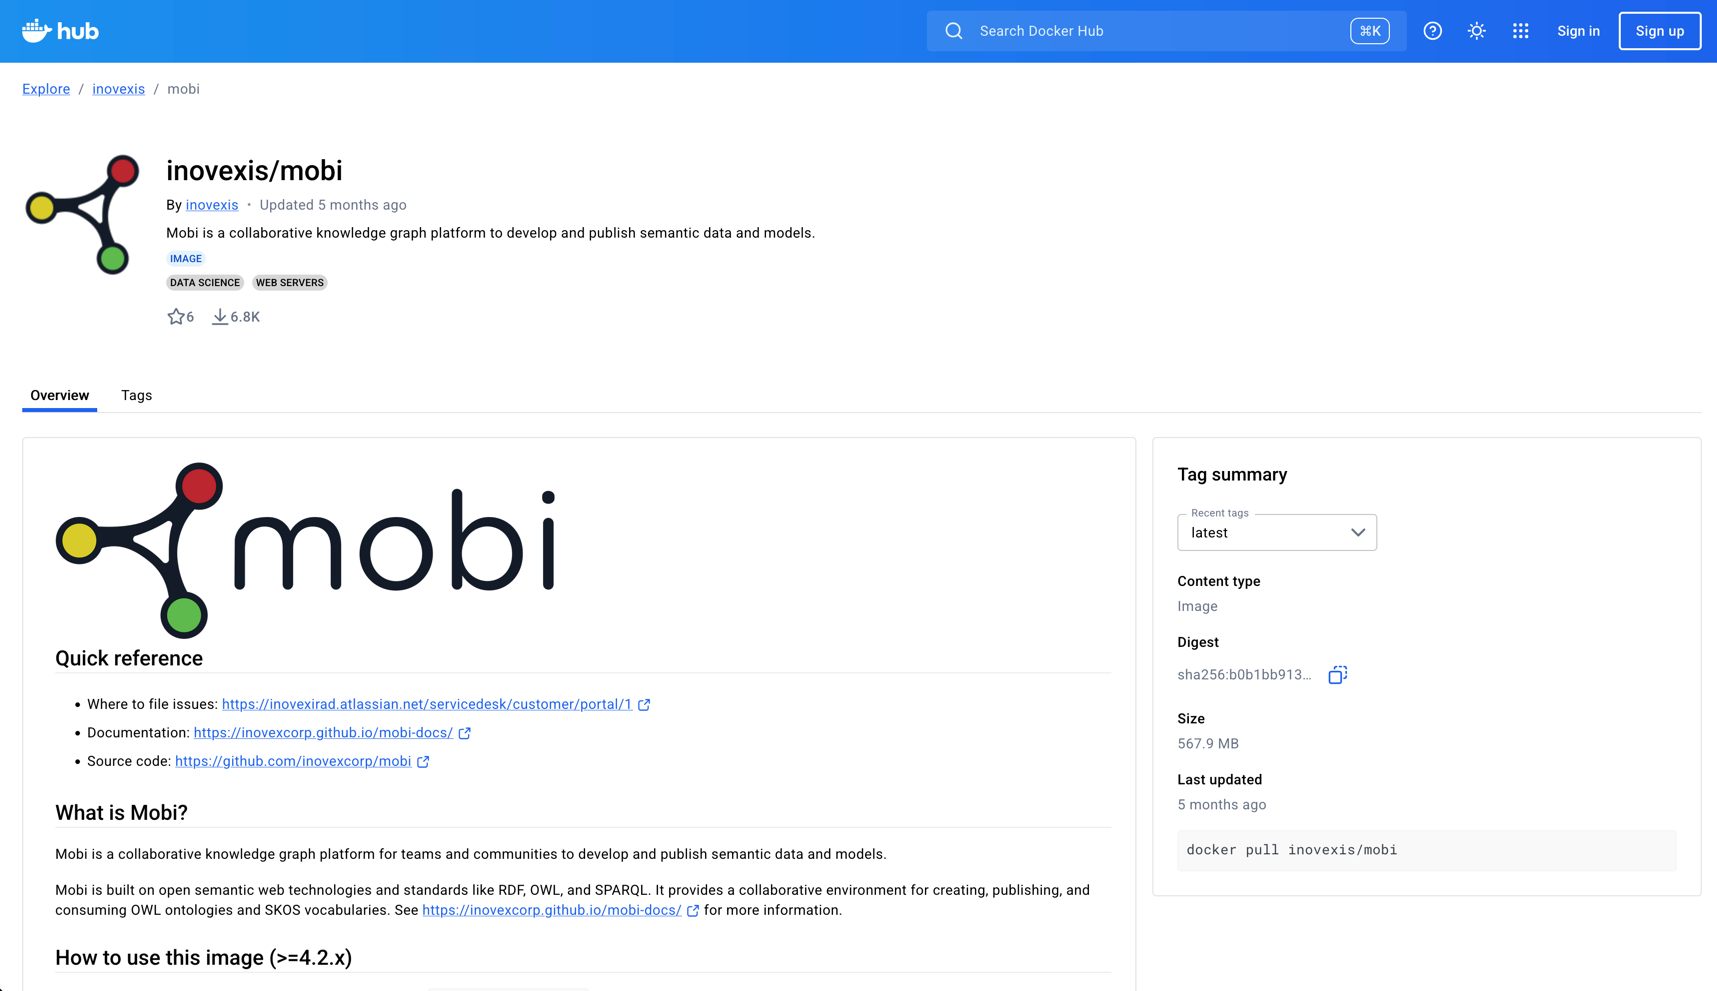 hub
Search Docker Hub
⌘K
Sign in
Sign up
Explore / inovexis / mobi
inovexis/mobi
By inovexis • Updated 5 months ago
Mobi is a collaborative knowledge graph platform to develop and publish semantic data and models.
IMAGE
DATA SCIENCE WEB SERVERS
6 6.8K
Overview Tags
mobi
Quick reference
• Where to file issues: https://inovexirad.atlassian.net/servicedesk/customer/portal/1
• Documentation: https://inovexcorp.github.io/mobi-docs/
• Source code: https://github.com/inovexcorp/mobi
What is Mobi?
Mobi is a collaborative knowledge graph platform for teams and communities to develop and publish semantic data and models.
Mobi is built on open semantic web technologies and standards like RDF, OWL, and SPARQL. It provides a collaborative environment for creating, publishing, and
consuming OWL ontologies and SKOS vocabularies. See https://inovexcorp.github.io/mobi-docs/ for more information.
How to use this image (>=4.2.x)
Tag summary
Recent tags
latest
Content type
Image
Digest
sha256:b0b1bb913…
Size
567.9 MB
Last updated
5 months ago
docker pull inovexis/mobi